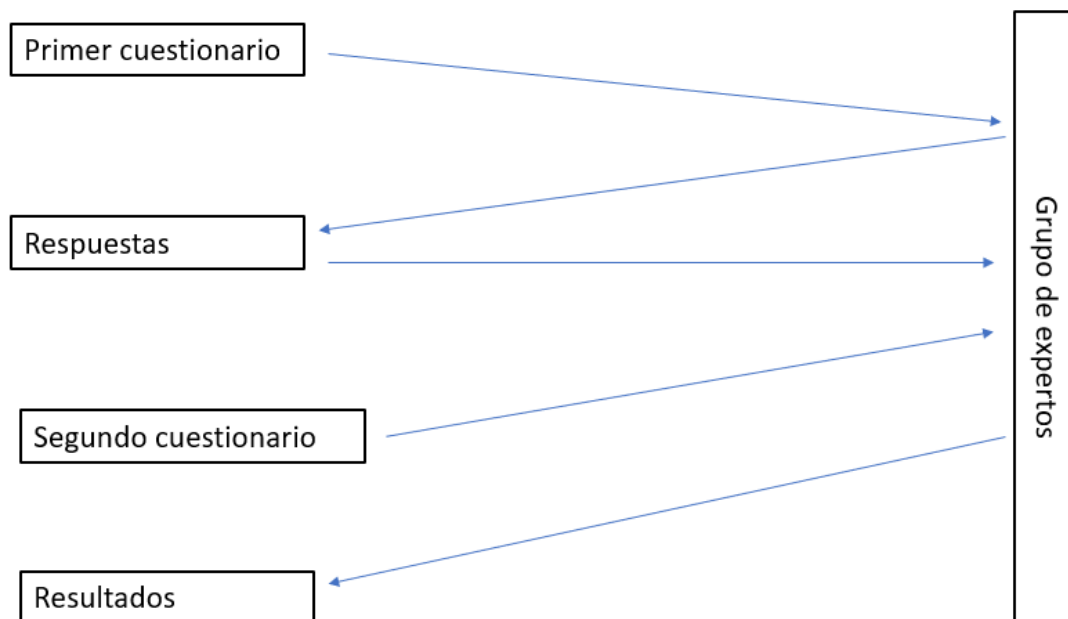 Primer cuestionario
Respuestas
Segundo cuestionario
Resultados
Grupo de expertos